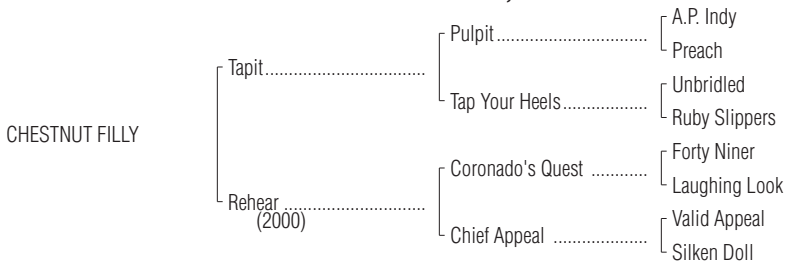 A.P. Indy
Pulpit................................
Preach
Tapit..................................
Unbridled
Tap Your Heels..................
Ruby Slippers
CHESTNUT FILLY
Forty Niner
Coronado's Quest ............
Laughing Look
Rehear ..............................
(2000)
Valid Appeal
Chief Appeal ....................
Silken Doll